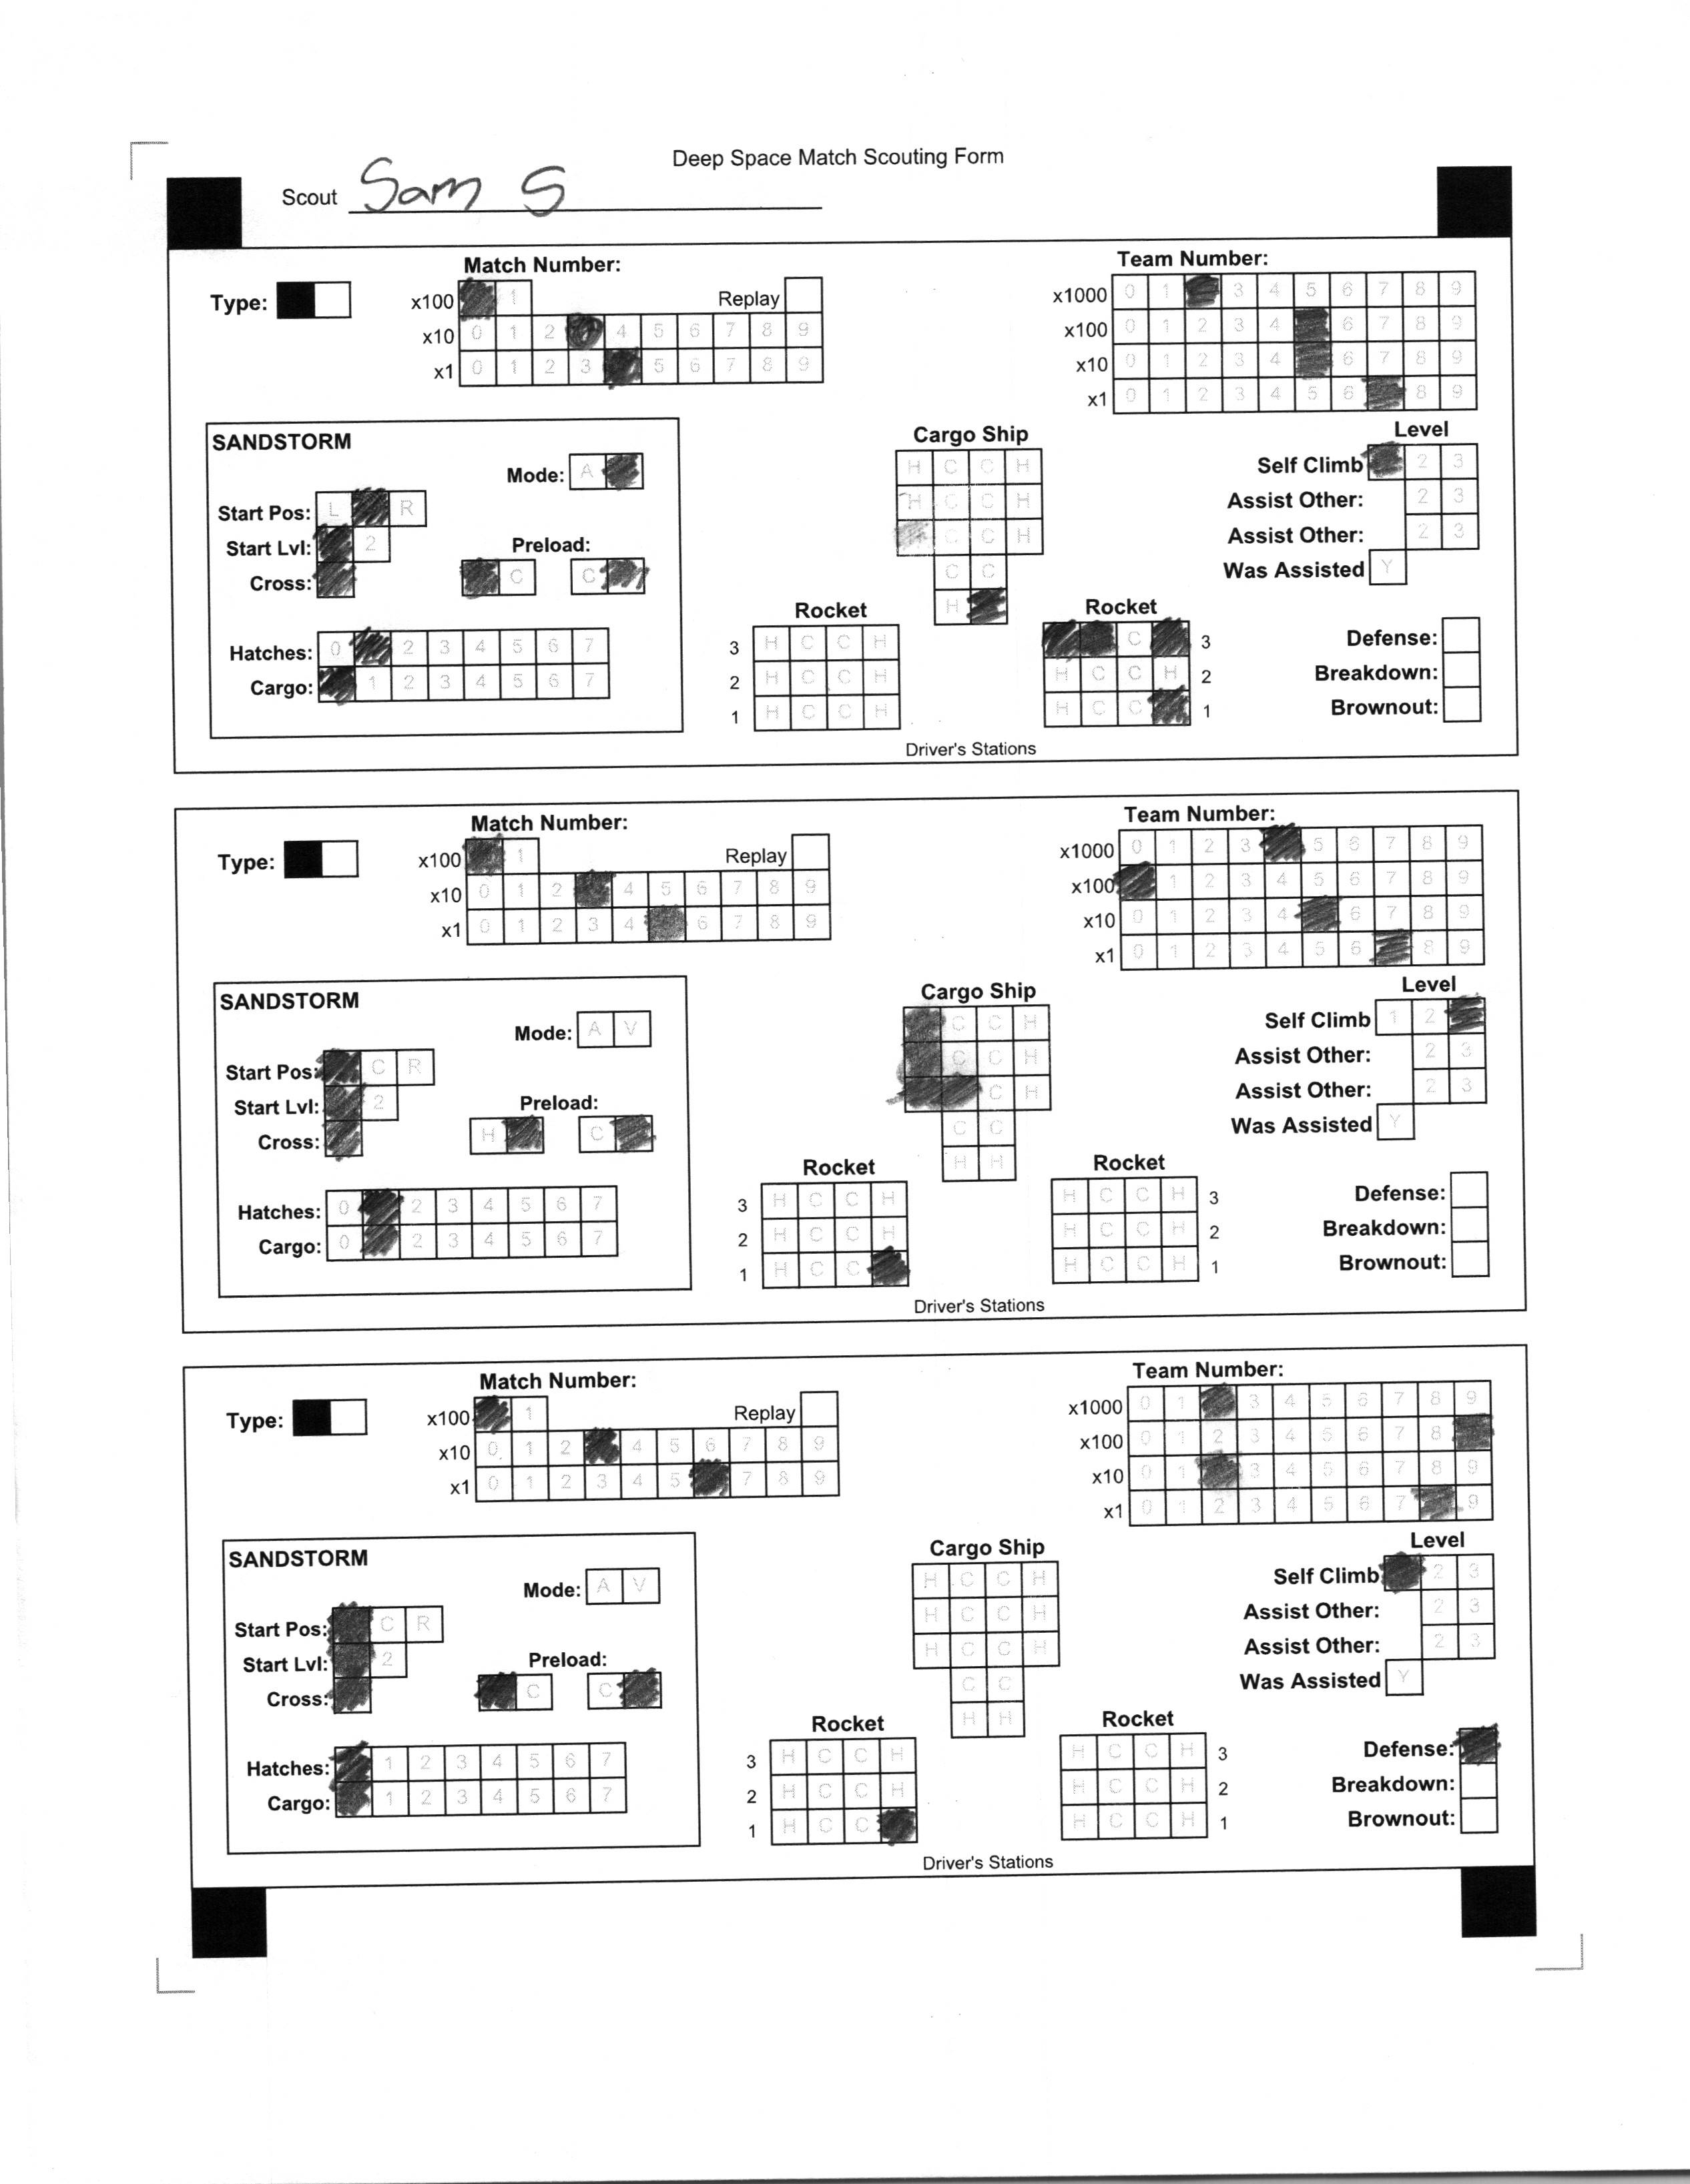 Deep Space Match Scouting Form
Scout Sam S
Match Number:
Team Number:
Type:
x100 1 Replay
x10 0 1 2 4 5 6 7 8 9
x1 0 1 2 3 5 6 7 8 9
x1000 0 1 3 4 5 6 7 8 9
x100 0 1 2 3 4 6 7 8 9
x10 0 1 2 3 4 6 7 8 9
x1 0 1 2 3 4 5 6 8 9
SANDSTORM
Mode: A
Start Pos: L R
Start Lvl: 2
Cross:
Preload:
C C
Hatches: 0 2 3 4 5 6 7
Cargo: 1 2 3 4 5 6 7
Cargo Ship
H C C H
H C C H
C C H
C C
H
Rocket
3 H C C H
2 H C C H
1 H C C H
Rocket
C 3
H C C H 2
H C C 1
Level
Self Climb 2 3
Assist Other: 2 3
Assist Other: 2 3
Was Assisted Y
Defense:
Breakdown:
Brownout:
Driver's Stations
Match Number:
Team Number:
Type:
x100 1 Replay
x10 0 1 2 4 5 6 7 8 9
x1 0 1 2 3 4 6 7 8 9
x1000 0 1 2 3 5 6 7 8 9
x100 1 2 3 4 5 6 7 8 9
x10 0 1 2 3 4 6 7 8 9
x1 0 1 2 3 4 5 6 8 9
SANDSTORM
Mode: A V
Start Pos: C R
Start Lvl: 2
Cross:
Preload:
H C
Hatches: 0 2 3 4 5 6 7
Cargo: 0 2 3 4 5 6 7
Cargo Ship
C C H
C C H
C H
C C
H H
Rocket
3 H C C H
2 H C C H
1 H C C
Rocket
H C C H 3
H C C H 2
H C C H 1
Level
Self Climb 1 2
Assist Other: 2 3
Assist Other: 2 3
Was Assisted Y
Defense:
Breakdown:
Brownout:
Driver's Stations
Match Number:
Team Number:
Type:
x100 1 Replay
x10 0 1 2 4 5 6 7 8 9
x1 0 1 2 3 4 5 7 8 9
x1000 0 1 3 4 5 6 7 8 9
x100 0 1 2 3 4 5 6 7 8
x10 0 1 3 4 5 6 7 8 9
x1 0 1 2 3 4 5 6 7 9
SANDSTORM
Mode: A V
Start Pos: C R
Start Lvl: 2
Cross:
Preload:
C C
Hatches: 1 2 3 4 5 6 7
Cargo: 1 2 3 4 5 6 7
Cargo Ship
H C C H
H C C H
H C C H
C C
H H
Rocket
3 H C C H
2 H C C H
1 H C C
Rocket
H C C H 3
H C C H 2
H C C H 1
Level
Self Climb 2 3
Assist Other: 2 3
Assist Other: 2 3
Was Assisted Y
Defense:
Breakdown:
Brownout:
Driver's Stations